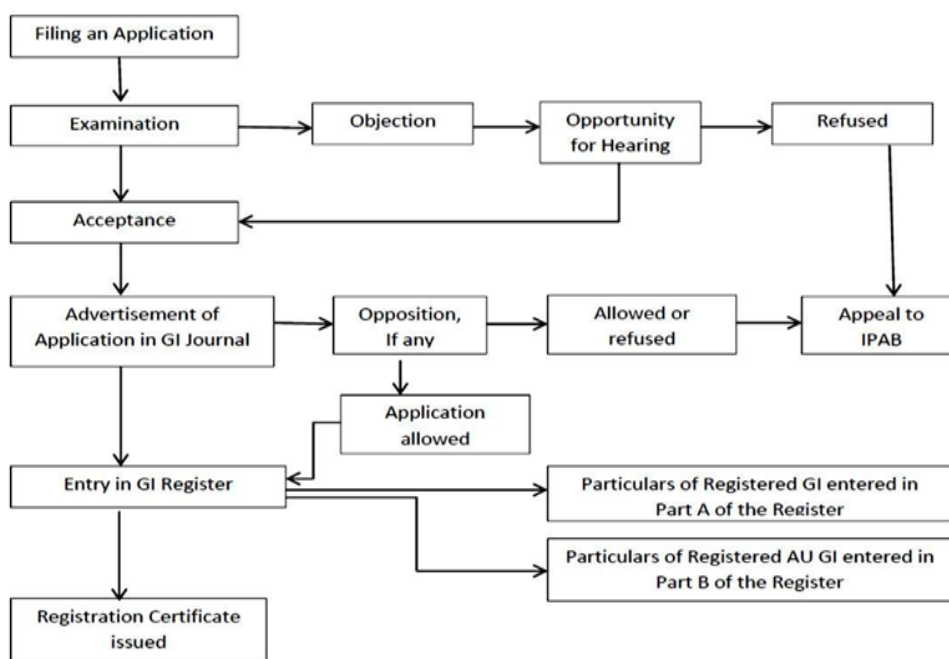 Filing an Application
Examination
Objection
Opportunity
for Hearing
Refused
Acceptance
Advertisement of
Application in GI Journal
Opposition,
If any
Allowed or
refused
Appeal to
IPAB
Application
allowed
Entry in GI Register
Particulars of Registered GI entered in
Part A of the Register
Particulars of Registered AU GI entered in
Part B of the Register
Registration Certificate
issued